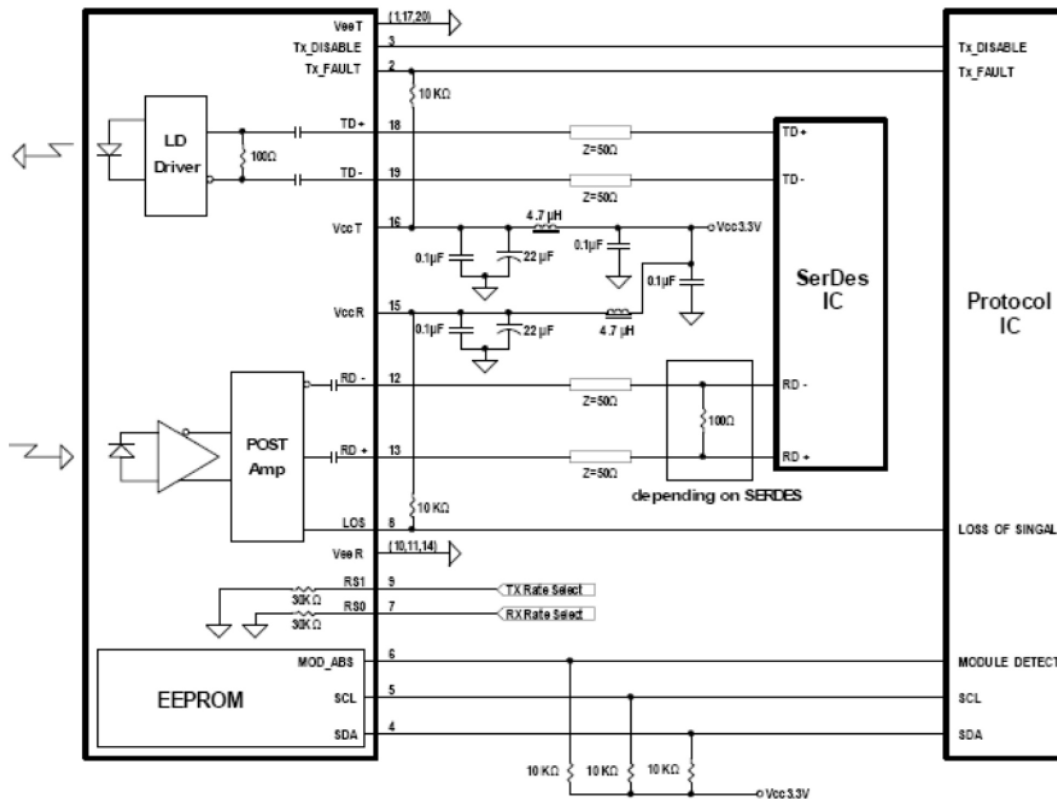 VeeT (1,17,20)
Tx_DISABLE 3 Tx_DISABLE
Tx_FAULT 2 Tx_FAULT
10 KΩ
LD
Driver
100Ω
TD+ 18 Z=50Ω TD+
TD- 19 Z=50Ω TD-
VccT 16 4.7 µH Vcc3.3V
0.1µF 22 µF 0.1µF 0.1µF
SerDes
IC
Protocol
IC
VccR 15
0.1µF 22 µF 4.7 µH
RD - 12 Z=50Ω RD -
100Ω
POST
Amp
RD + 13 Z=50Ω RD +
depending on SERDES
10 KΩ
LOS 8 LOSS OF SINGAL
VeeR (10,11,14)
RS1 9 TX Rate Select
30KΩ
RS0 7 RX Rate Select
30KΩ
MOD_ABS 6 MODULE DETECT
EEPROM
SCL 5 SCL
SDA 4 SDA
10 KΩ 10 KΩ 10 KΩ
Vcc3.3V